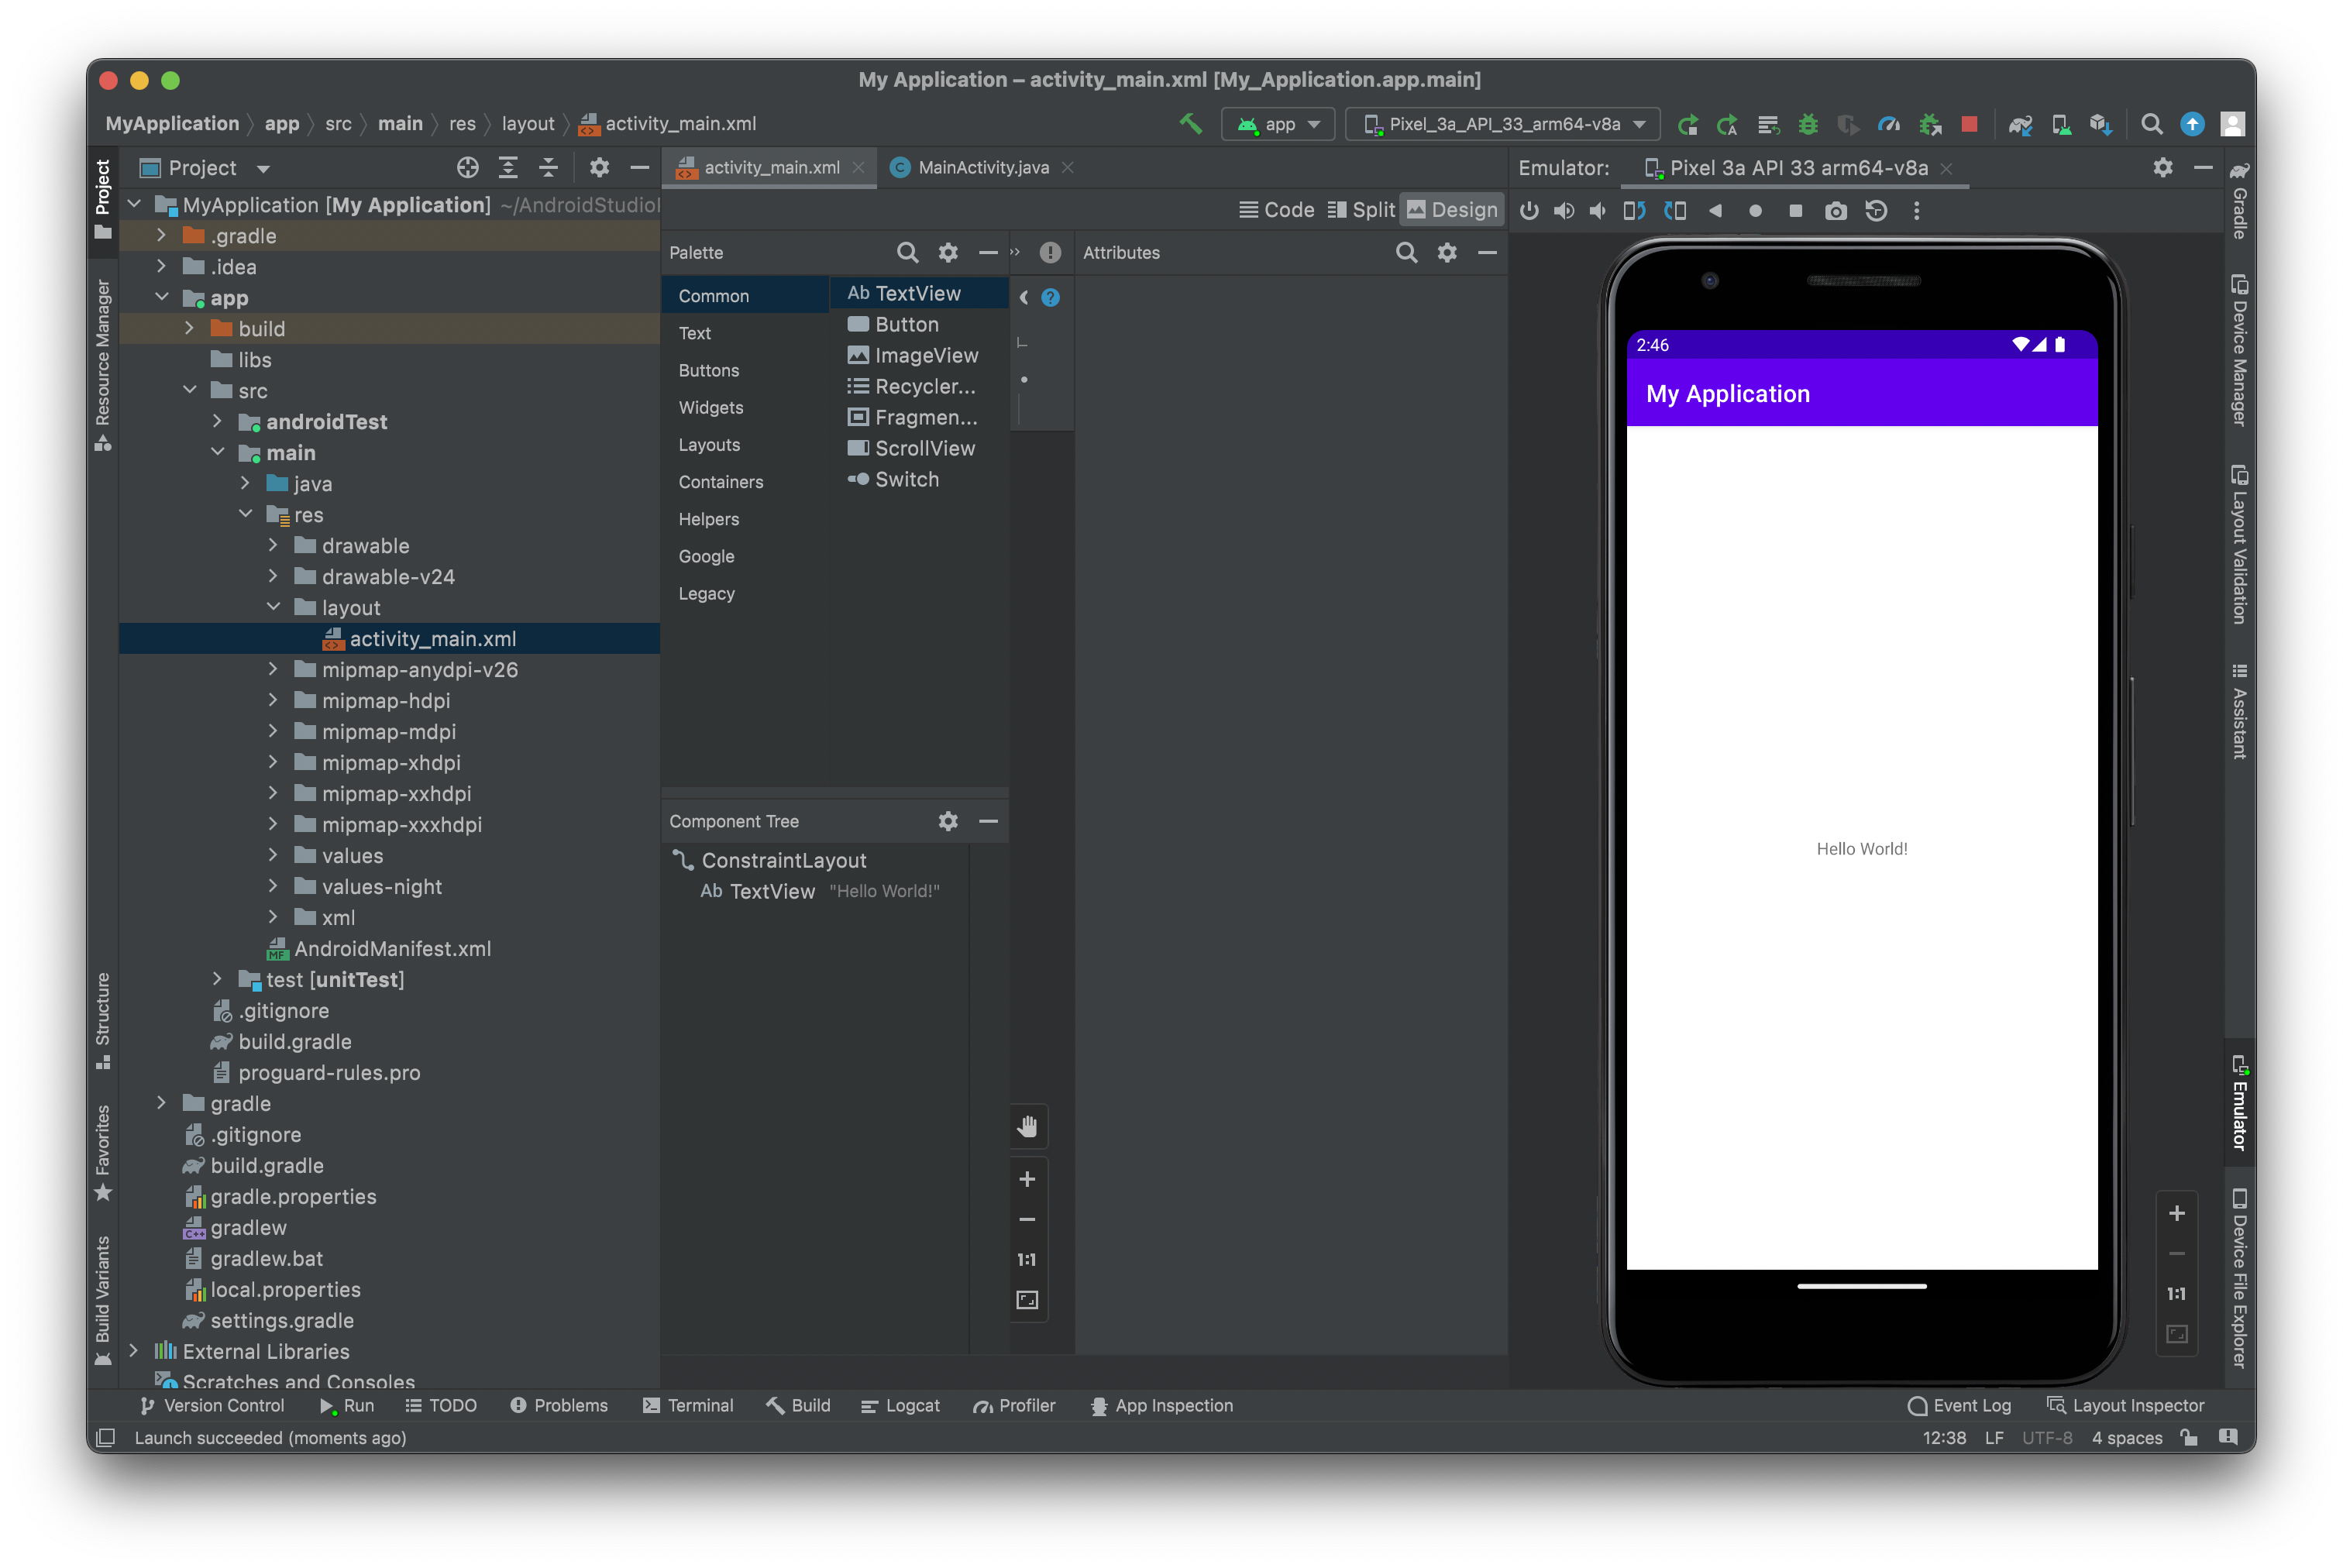 My Application – activity_main.xml [My_Application.app.main]
MyApplication app src main res layout activity_main.xml
app
Pixel_3a_API_33_arm64-v8a
Project
activity_main.xml
MainActivity.java
Emulator: Pixel 3a API 33 arm64-v8a
Code Split Design
Project
Resource Manager
Structure
Favorites
Build Variants
MyApplication [My Application] ~/AndroidStudio
.gradle
.idea
app
build
libs
src
androidTest
main
java
res
drawable
drawable-v24
layout
activity_main.xml
mipmap-anydpi-v26
mipmap-hdpi
mipmap-mdpi
mipmap-xhdpi
mipmap-xxhdpi
mipmap-xxxhdpi
values
values-night
xml
MF AndroidManifest.xml
test [unitTest]
.gitignore
build.gradle
proguard-rules.pro
gradle
.gitignore
build.gradle
gradle.properties
C++ gradlew
gradlew.bat
local.properties
settings.gradle
External Libraries
Scratches and Consoles
Palette
Common
Text
Buttons
Widgets
Layouts
Containers
Helpers
Google
Legacy
Ab TextView
Button
ImageView
Recycler...
Fragmen...
ScrollView
Switch
Component Tree
ConstraintLayout
Ab TextView "Hello World!"
1:1
Attributes
2:46
My Application
Hello World!
1:1
Gradle
Device Manager
Layout Validation
Assistant
Emulator
Device File Explorer
Version Control Run TODO Problems Terminal Build Logcat Profiler App Inspection
Event Log Layout Inspector
Launch succeeded (moments ago)
12:38 LF UTF-8 4 spaces